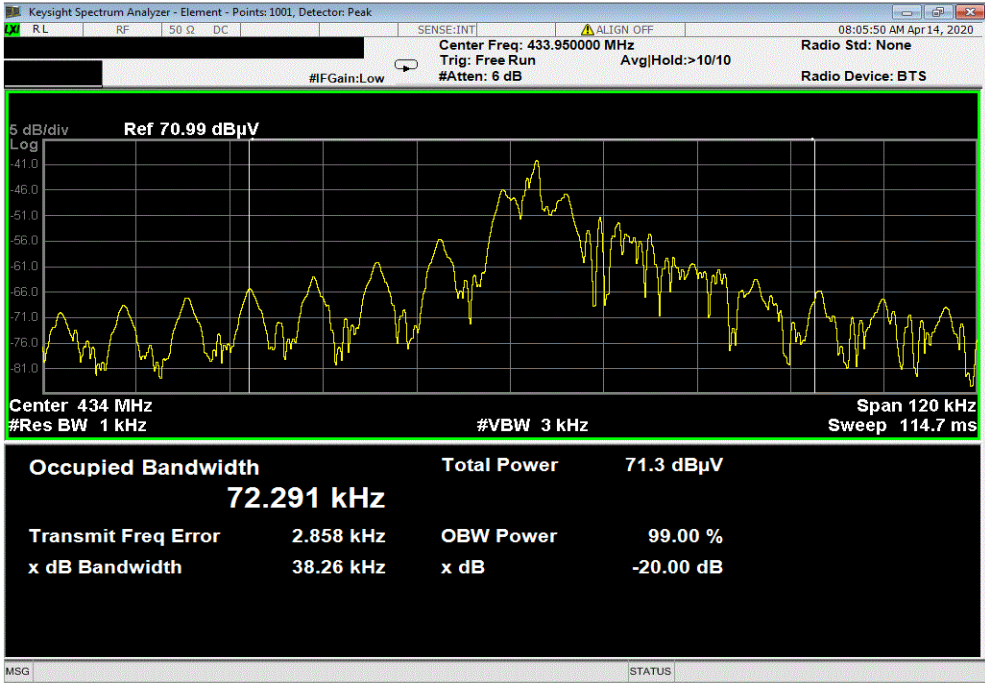 Keysight Spectrum Analyzer - Element - Points: 1001, Detector: Peak
LXI RL RF 50 Ω DC SENSE:INT ALIGN OFF 08:05:50 AM Apr 14, 2020
Center Freq: 433.950000 MHz Radio Std: None
Trig: Free Run Avg|Hold:>10/10
#IFGain:Low #Atten: 6 dB Radio Device: BTS
5 dB/div Ref 70.99 dBµV
Log
-41.0
-46.0
-51.0
-56.0
-61.0
-66.0
-71.0
-76.0
-81.0
Center 434 MHz Span 120 kHz
#Res BW 1 kHz #VBW 3 kHz Sweep 114.7 ms
Occupied Bandwidth Total Power 71.3 dBµV
72.291 kHz
Transmit Freq Error 2.858 kHz OBW Power 99.00 %
x dB Bandwidth 38.26 kHz x dB -20.00 dB
MSG STATUS